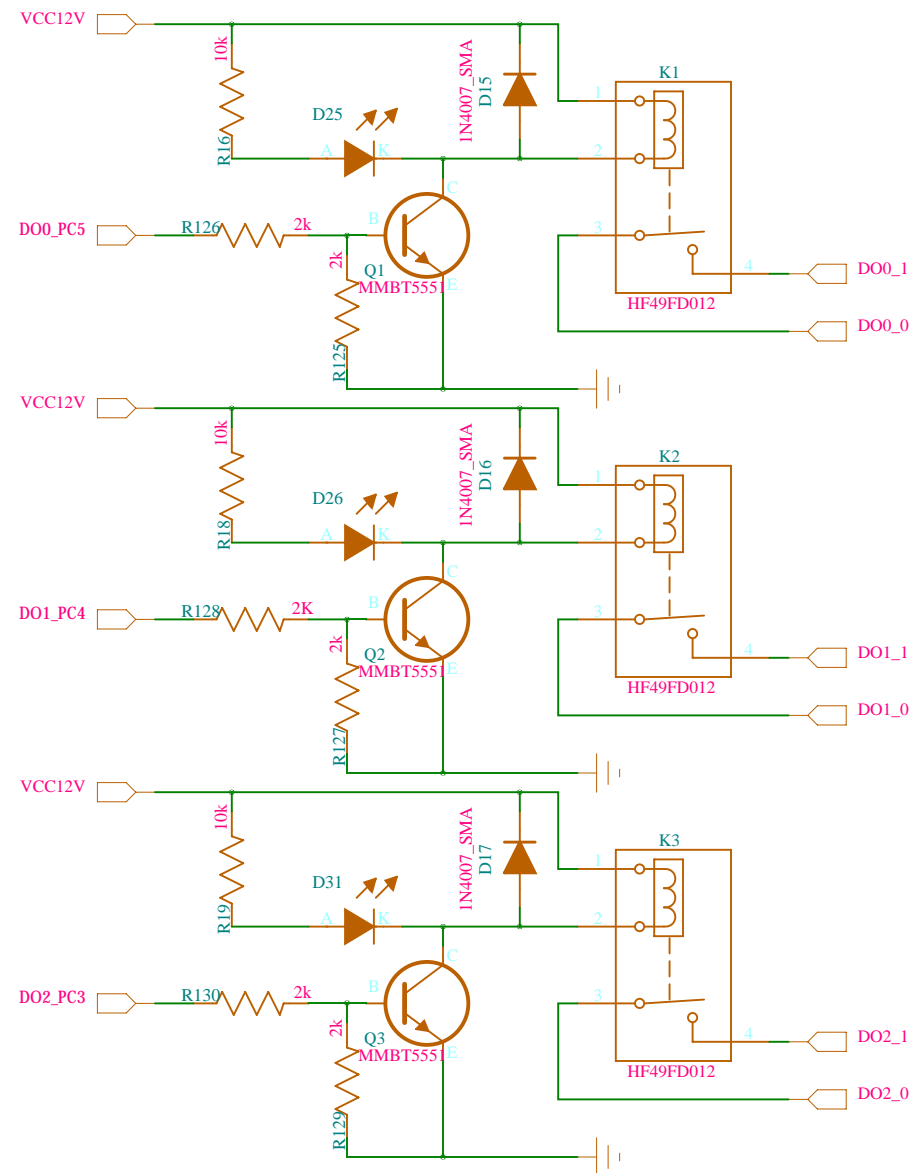 VCC12V
10k
R16
D25
A
K
1N4007_SMA
D15
K1
1
2
3
4
HF49FD012
DO0_PC5
R126
2k
B
C
E
2k
Q1
MMBT5551
R125
DO0_1
DO0_0
VCC12V
10k
R18
D26
A
K
1N4007_SMA
D16
K2
1
2
3
4
HF49FD012
DO1_PC4
R128
2K
B
C
E
2k
Q2
MMBT5551
R127
DO1_1
DO1_0
VCC12V
10k
R19
D31
A
K
1N4007_SMA
D17
K3
1
2
3
4
HF49FD012
DO2_PC3
R130
2k
B
C
E
2k
Q3
MMBT5551
R129
DO2_1
DO2_0